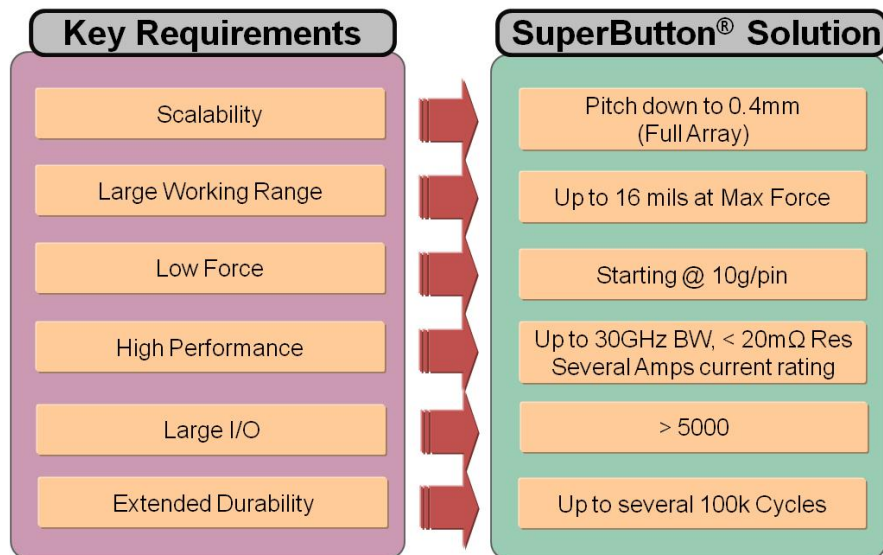 Key Requirements
SuperButton® Solution
Scalability
Pitch down to 0.4mm
(Full Array)
Large Working Range
Up to 16 mils at Max Force
Low Force
Starting @ 10g/pin
High Performance
Up to 30GHz BW, < 20mΩ Res
Several Amps current rating
Large I/O
> 5000
Extended Durability
Up to several 100k Cycles